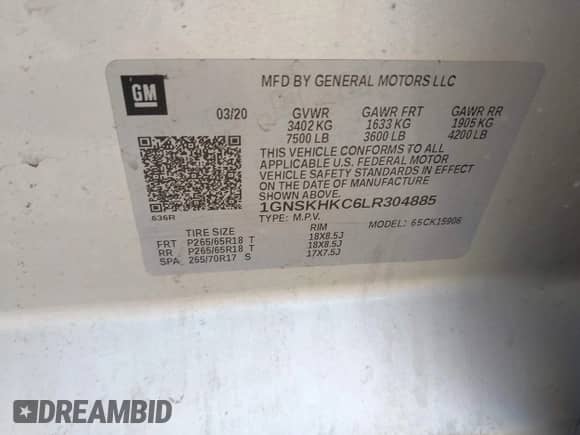 GM
MFD BY GENERAL MOTORS LLC
03/20 GVWR GAWR FRT GAWR RR
3402 KG 1633 KG 1905 KG
7500 LB 3600 LB 4200 LB
THIS VEHICLE CONFORMS TO ALL
APPLICABLE U.S. FEDERAL MOTOR
VEHICLE SAFETY STANDARDS IN EFFECT
ON THE DATE OF MANUFACTURE
SHOWN ABOVE.
1GNSKHKC6LR304885
636R
TYPE: M.P.V. MODEL: 65CK15906
TIRE SIZE RIM
FRT P265/65R18 T 18X8.5J
RR P265/65R18 T 18X8.5J
SPA 265/70R17 S 17X7.5J
DREAMBID